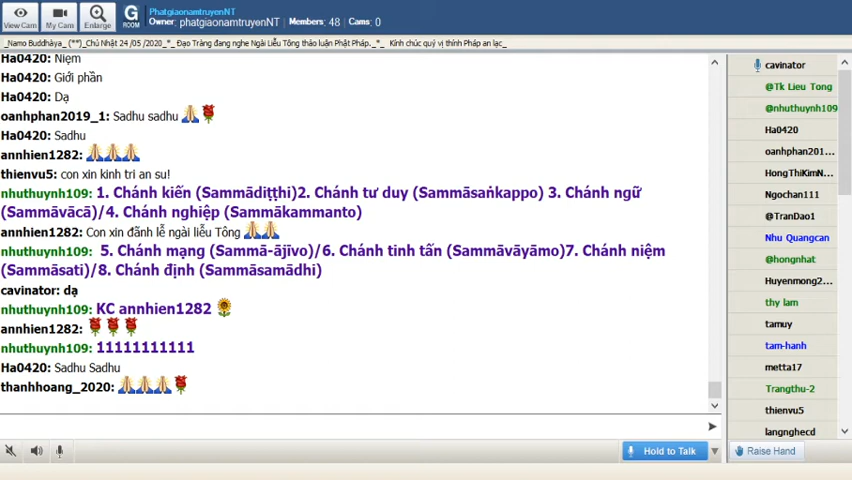 View Cam
My Cam
Enlarge
G
ROOM
PhatgiaonamtruyenNT
Owner: phatgiaonamtruyenNT Members: 48 Cams: 0
_Namo Buddhàya_ (**)_Chủ Nhật 24 /05 /2020_*_ Đạo Tràng đang nghe Ngài Liễu Tông thảo luận Phật Pháp._*_ Kính chúc quý vị thính Pháp an lạc_
Ha0420: Niệm
Ha0420: Giới phần
Ha0420: Dạ
oanhphan2019_1: Sadhu sadhu
Ha0420: Sadhu
annhien1282:
thienvu5: con xin kinh tri an su!
nhuthuynh109: 1. Chánh kiến (Sammādiṭṭhi)2. Chánh tư duy (Sammāsaṅkappo) 3. Chánh ngữ
(Sammāvācā)/4. Chánh nghiệp (Sammākammanto)
annhien1282: Con xin đãnh lễ ngài liễu Tông
nhuthuynh109: 5. Chánh mạng (Sammā-ājīvo)/6. Chánh tinh tấn (Sammāvāyāmo)7. Chánh niệm
(Sammāsati)/8. Chánh định (Sammāsamādhi)
cavinator: dạ
nhuthuynh109: KC annhien1282
annhien1282:
nhuthuynh109: 11111111111
Ha0420: Sadhu Sadhu
thanhhoang_2020:
Hold to Talk
cavinator
@Tk Lieu Tong
@nhuthuynh109
Ha0420
oanhphan201...
HongThiKimN...
Ngochan111
@TranDao1
Nhu Quangcan
@hongnhat
Huyenmong2...
thy lam
tamuy
tam-hanh
metta17
Trangthu-2
thienvu5
langnghecd
Raise Hand